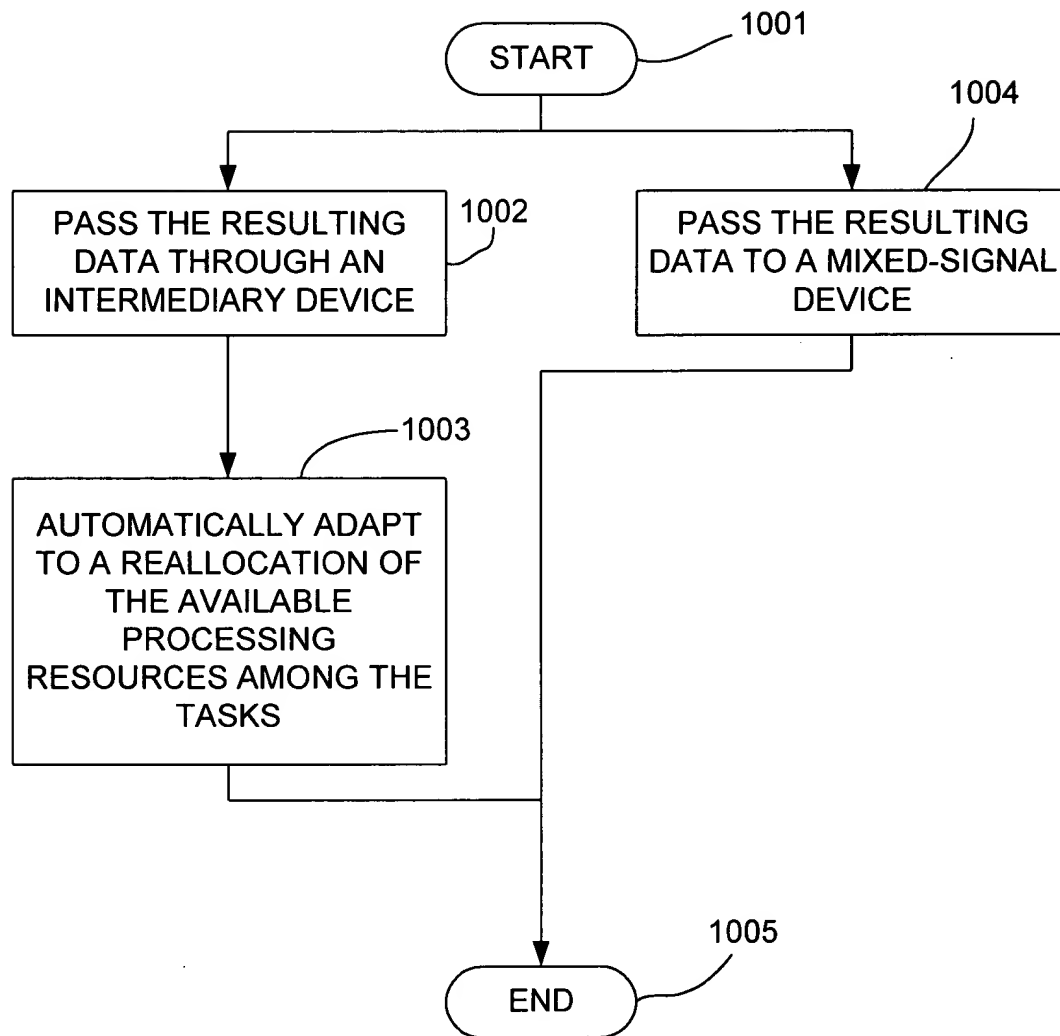 1001
START
1004
PASS THE RESULTING
DATA THROUGH AN
INTERMEDIARY DEVICE
1002
PASS THE RESULTING
DATA TO A MIXED-SIGNAL
DEVICE
1003
AUTOMATICALLY ADAPT
TO A REALLOCATION OF
THE AVAILABLE
PROCESSING
RESOURCES AMONG THE
TASKS
1005
END